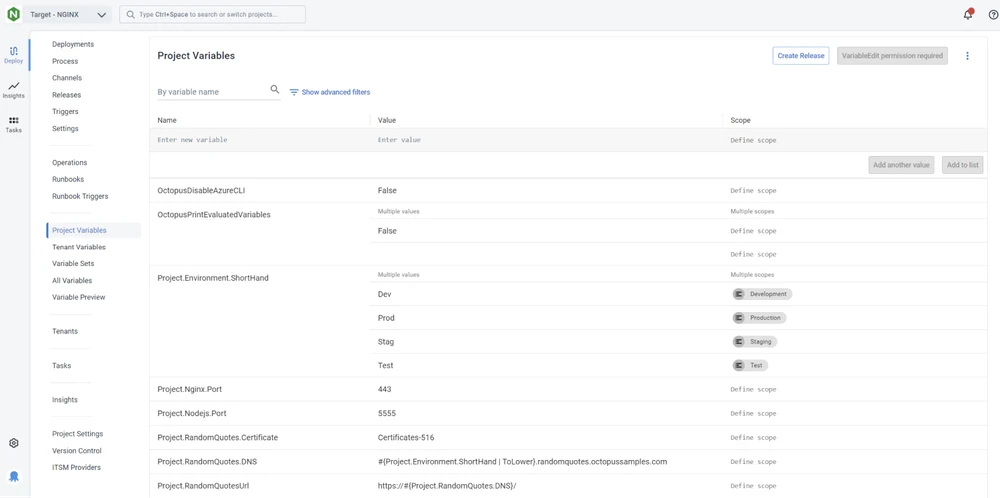 N Target - NGINX Type Ctrl+Space to search or switch projects...
Deploy
Insights
Tasks
Deployments
Process
Channels
Releases
Triggers
Settings
Operations
Runbooks
Runbook Triggers
Project Variables
Tenant Variables
Variable Sets
All Variables
Variable Preview
Tenants
Tasks
Insights
Project Settings
Version Control
ITSM Providers
Project Variables Create Release VariableEdit permission required
By variable name Show advanced filters
Name Value Scope
Enter new variable Enter value Define scope
Add another value Add to list
OctopusDisableAzureCLI False Define scope
OctopusPrintEvaluatedVariables Multiple values Multiple scopes
False Define scope
Define scope
Project.Environment.ShortHand Multiple values Multiple scopes
Dev Development
Prod Production
Stag Staging
Test Test
Project.Nginx.Port 443 Define scope
Project.Nodejs.Port 5555 Define scope
Project.RandomQuotes.Certificate Certificates-516 Define scope
Project.RandomQuotes.DNS #{Project.Environment.ShortHand | ToLower}.randomquotes.octopussamples.com Define scope
Project.RandomQuotesUrl https://#{Project.RandomQuotes.DNS}/ Define scope